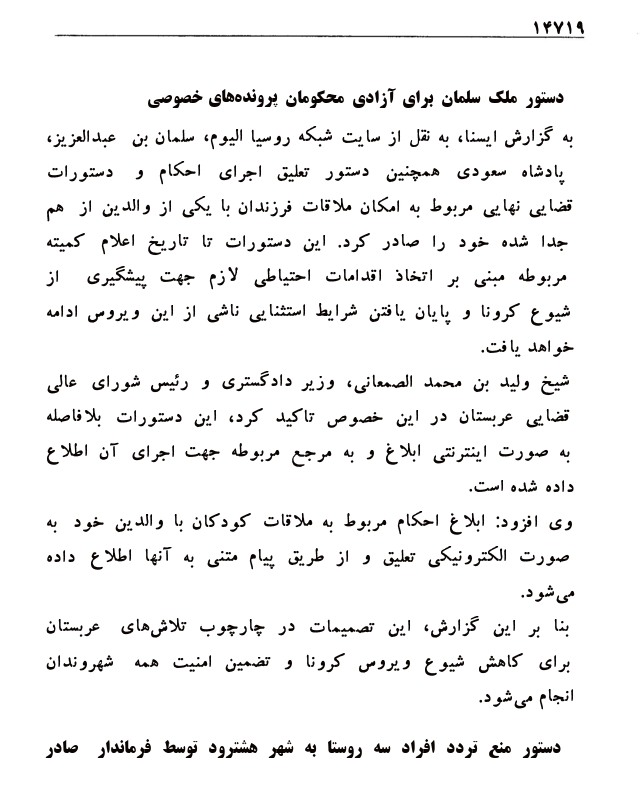 ۱۴۷۱۹
دستور ملک سلمان برای آزادی محکومان پرونده‌های خصوصی
به گزارش ایسنا، به نقل از سایت شبکه روسیا الیوم، سلمان بن عبدالعزیز،
پادشاه سعودی همچنین دستور تعلیق اجرای احکام و دستورات
قضایی نهایی مربوط به امکان ملاقات فرزندان با یکی از والدین از هم
جدا شده خود را صادر کرد. این دستورات تا تاریخ اعلام کمیته
مربوطه مبنی بر اتخاذ اقدامات احتیاطی لازم جهت پیشگیری از
شیوع کرونا و پایان یافتن شرایط استثنایی ناشی از این ویروس ادامه
خواهد یافت.
شیخ ولید بن محمد الصمعانی، وزیر دادگستری و رئیس شورای عالی
قضایی عربستان در این خصوص تاکید کرد، این دستورات بلافاصله
به صورت اینترنتی ابلاغ و به مرجع مربوطه جهت اجرای آن اطلاع
داده شده است.
وی افزود: ابلاغ احکام مربوط به ملاقات کودکان با والدین خود به
صورت الکترونیکی تعلیق و از طریق پیام متنی به آنها اطلاع داده
می‌شود.
بنا بر این گزارش، این تصمیمات در چارچوب تلاش‌های عربستان
برای کاهش شیوع ویروس کرونا و تضمین امنیت همه شهروندان
انجام می‌شود.
دستور منع تردد افراد سه روستا به شهر هشترود توسط فرماندار صادر